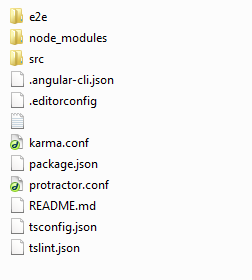 e2e
node_modules
src
.angular-cli.json
.editorconfig
karma.conf
package.json
protractor.conf
README.md
tsconfig.json
tslint.json